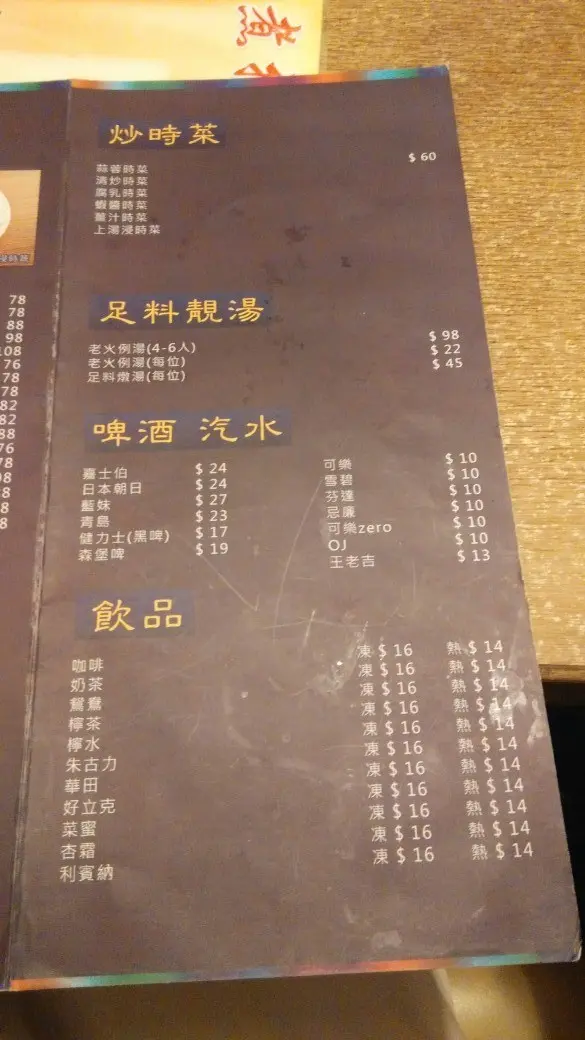 炒時菜
$ 60
蒜蓉時菜
清炒時菜
腐乳時菜
蝦醬時菜
薑汁時菜
上湯浸時菜
足料靚湯
老火例湯(4-6人) $ 98
老火例湯(每位) $ 22
足料燉湯(每位) $ 45
啤酒 汽水
嘉士伯 $ 24 可樂 $ 10
日本朝日 $ 24 雪碧 $ 10
藍妹 $ 27 芬達 $ 10
青島 $ 23 忌廉 $ 10
健力士(黑啤) $ 17 可樂zero $ 10
森堡啤 $ 19 OJ $ 10
王老吉 $ 13
飲品
咖啡 凍 $ 16 熱 $ 14
奶茶 凍 $ 16 熱 $ 14
鴛鴦 凍 $ 16 熱 $ 14
檸茶 凍 $ 16 熱 $ 14
檸水 凍 $ 16 熱 $ 14
朱古力 凍 $ 16 熱 $ 14
華田 凍 $ 16 熱 $ 14
好立克 凍 $ 16 熱 $ 14
菜蜜 凍 $ 16 熱 $ 14
杏霜 凍 $ 16 熱 $ 14
利賓納 凍 $ 16 熱 $ 14
78
78
88
98
108
76
78
78
82
82
88
76
78